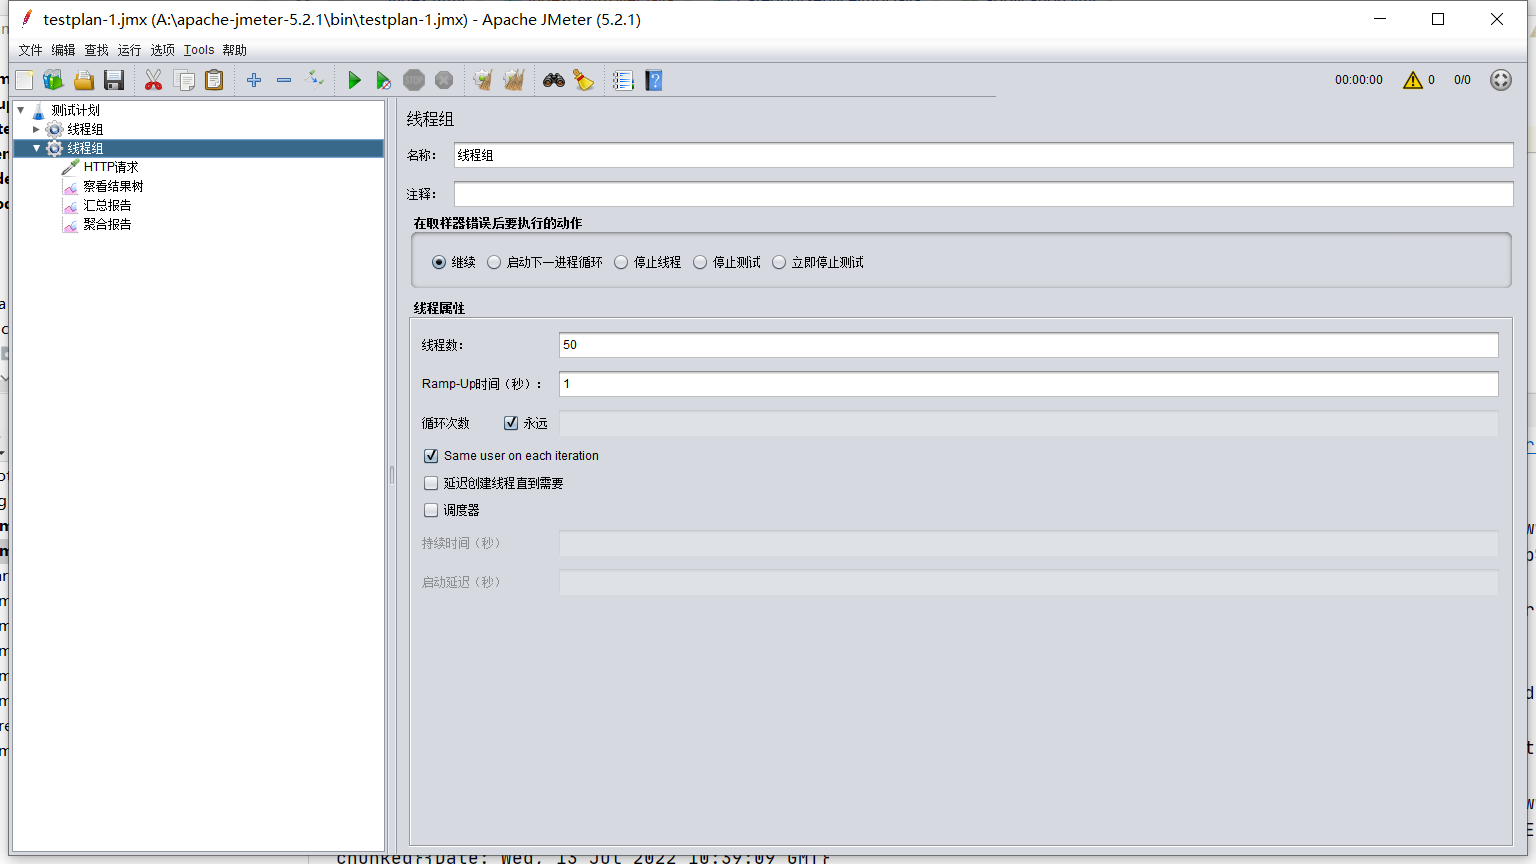 testplan-1.jmx (A:\apache-jmeter-5.2.1\bin\testplan-1.jmx) - Apache JMeter (5.2.1)
文件 编辑 查找 运行 选项 Tools 帮助
00:00:00 0 0/0
测试计划
线程组
线程组
HTTP请求
察看结果树
汇总报告
聚合报告
线程组
名称: 线程组
注释:
在取样器错误后要执行的动作
继续 启动下一进程循环 停止线程 停止测试 立即停止测试
线程属性
线程数: 50
Ramp-Up时间（秒）: 1
循环次数 永远
Same user on each iteration
延迟创建线程直到需要
调度器
持续时间（秒）
启动延迟（秒）
chunked}{Date: Wed, 13 Jul 2022 10:39:09 GMT}